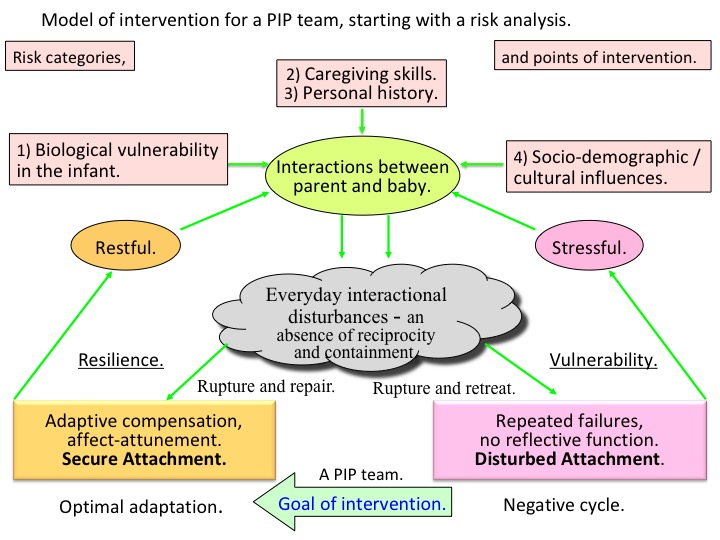 Model of intervention for a PIP team, starting with a risk analysis.
Risk categories,
and points of intervention.
2) Caregiving skills.
3) Personal history.
1) Biological vulnerability
in the infant.
Interactions between
parent and baby.
4) Socio-demographic /
cultural influences.
Restful.
Stressful.
Everyday interactional
disturbances - an
absence of reciprocity
and containment.
Resilience.
Vulnerability.
Rupture and repair.
Rupture and retreat.
Adaptive compensation,
affect-attunement.
Secure Attachment.
Repeated failures,
no reflective function.
Disturbed Attachment.
A PIP team.
Optimal adaptation.
Goal of intervention.
Negative cycle.